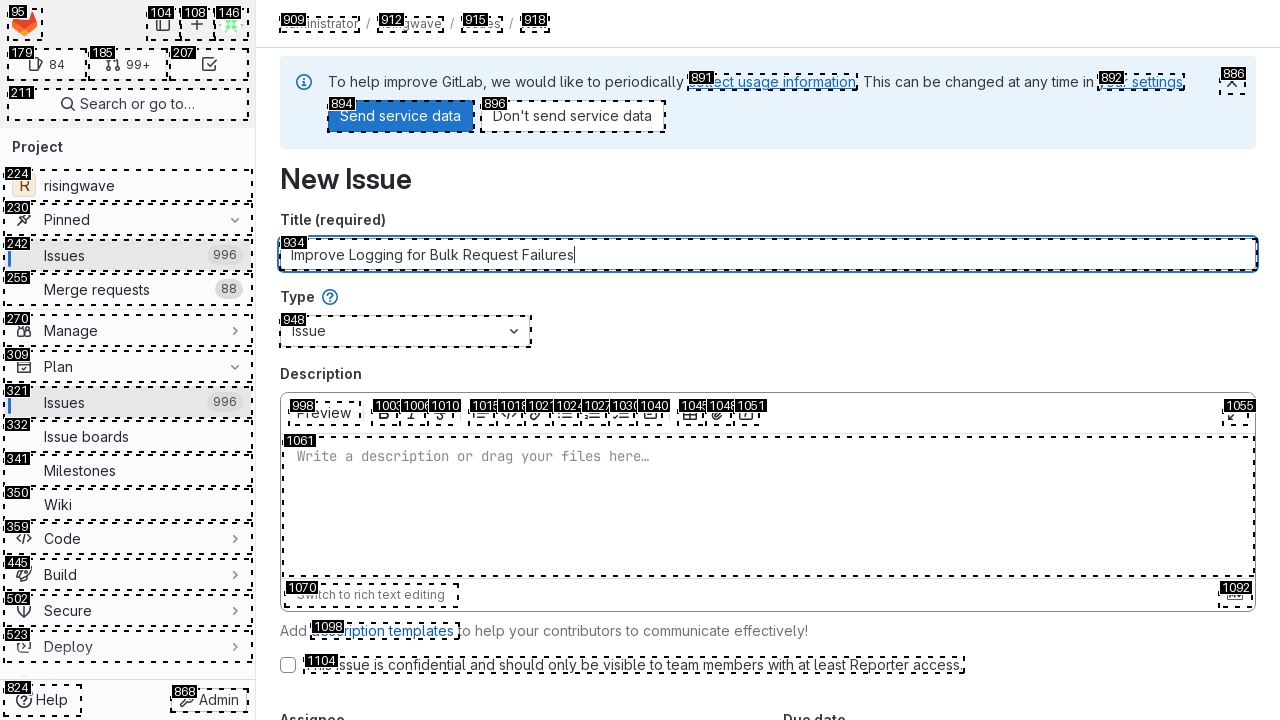 95
104
108
146
179
84
185
99+
207
211
Search or go to…
Project
224
R
risingwave
230
Pinned
242
Issues
996
255
Merge requests
88
270
Manage
309
Plan
321
Issues
996
332
Issue boards
341
Milestones
350
Wiki
359
Code
445
Build
502
Secure
523
Deploy
824
Help
868
Admin
909
/
912
/
915
/
918
To help improve GitLab, we would like to periodically
891
collect usage information. This can be changed at any time in
892
your settings.
886
894
Send service data
896
Don't send service data
New Issue
Title (required)
934
Improve Logging for Bulk Request Failures
Type
948
Issue
Description
998
Preview
1003
1006
1010
1015
1018
1021
1024
1027
1030
1040
1045
1048
1051
1055
1061
Write a description or drag your files here…
1070
Switch to rich text editing
1092
Add
1098
description templates to help your contributors to communicate effectively!
1104
This issue is confidential and should only be visible to team members with at least Reporter access.
Assignee
Due date